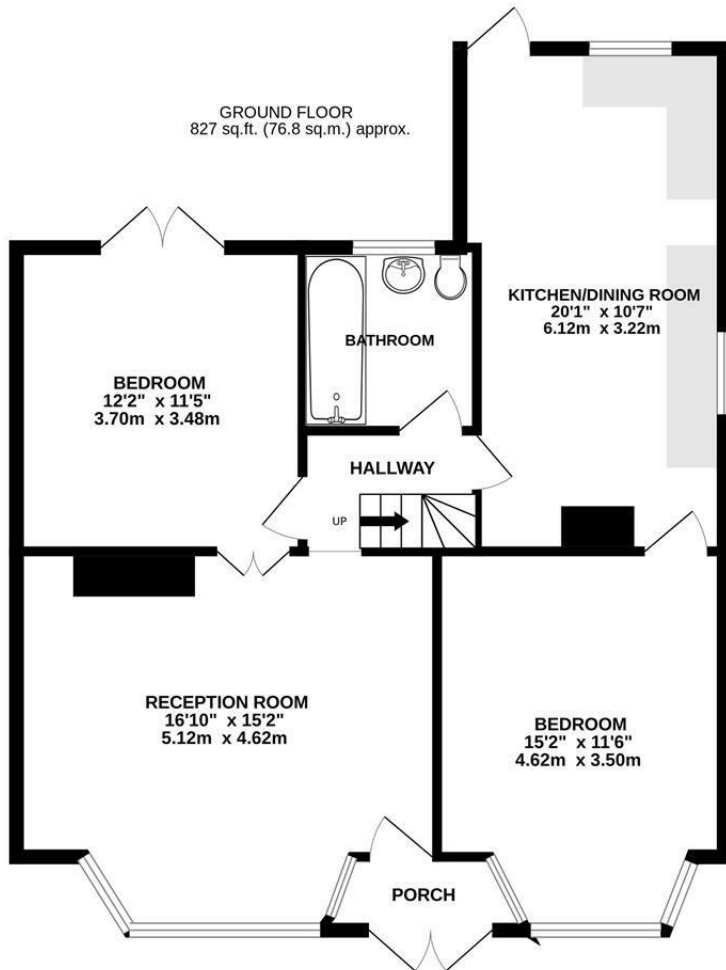 GROUND FLOOR
827 sq.ft. (76.8 sq.m.) approx.
KITCHEN/DINING ROOM
20'1" x 10'7"
6.12m x 3.22m
BATHROOM
BEDROOM
12'2" x 11'5"
3.70m x 3.48m
HALLWAY
UP
RECEPTION ROOM
16'10" x 15'2"
5.12m x 4.62m
BEDROOM
15'2" x 11'6"
4.62m x 3.50m
PORCH